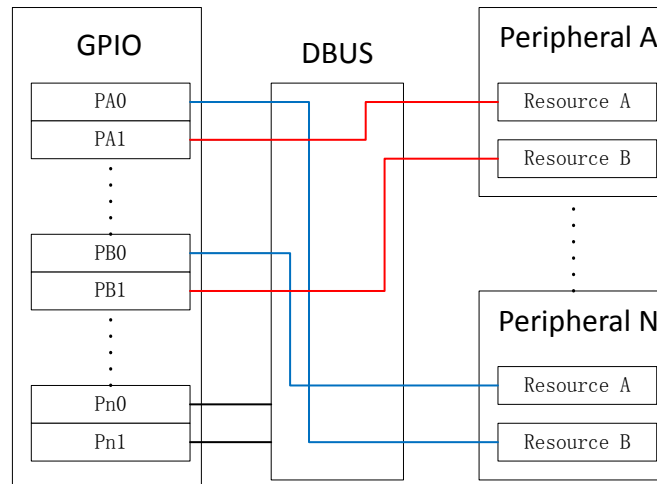 GPIO
PA0
PA1
PB0
PB1
Pn0
Pn1
DBUS
Peripheral A
Resource A
Resource B
Peripheral N
Resource A
Resource B